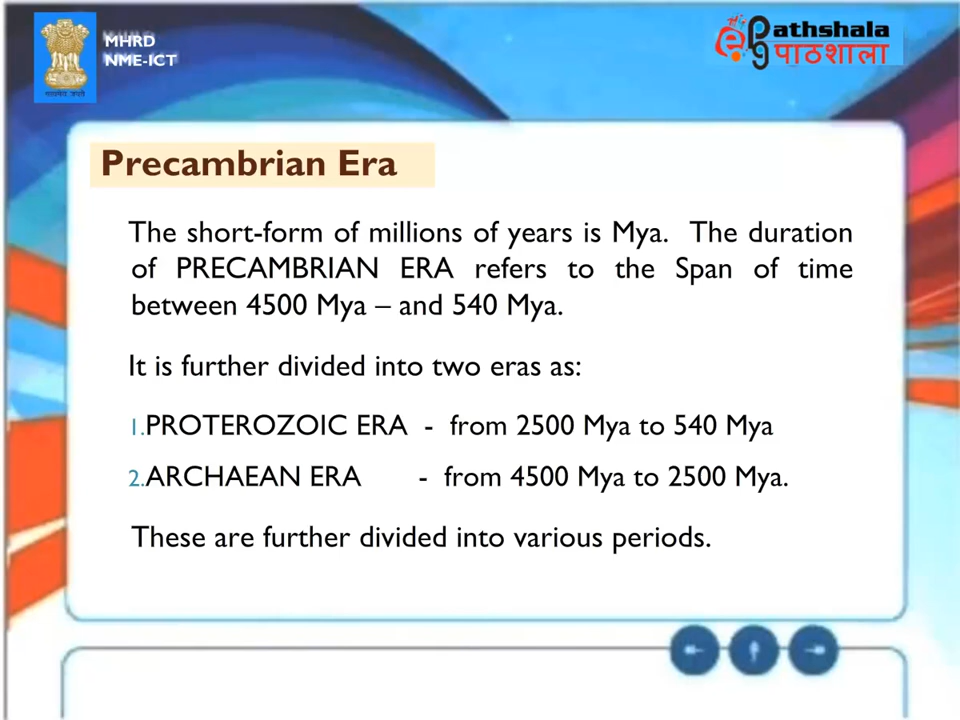 MHRD
NME-ICT
epg
athshala
पाठशाला
Precambrian Era
The short-form of millions of years is Mya. The duration
of PRECAMBRIAN ERA refers to the Span of time
between 4500 Mya – and 540 Mya.
It is further divided into two eras as:
1.PROTEROZOIC ERA - from 2500 Mya to 540 Mya
2.ARCHAEAN ERA - from 4500 Mya to 2500 Mya.
These are further divided into various periods.